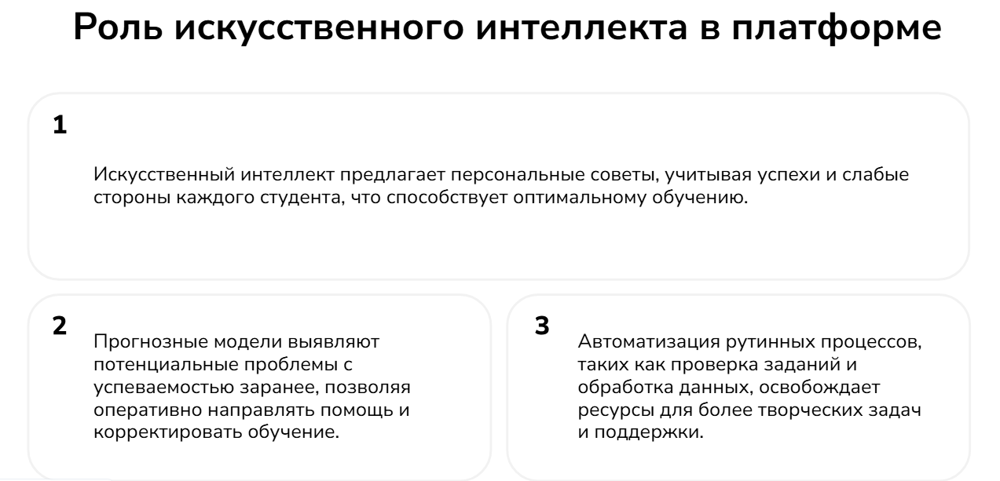 Роль искусственного интеллекта в платформе
1
Искусственный интеллект предлагает персональные советы, учитывая успехи и слабые
стороны каждого студента, что способствует оптимальному обучению.
2
Прогнозные модели выявляют
потенциальные проблемы с
успеваемостью заранее, позволяя
оперативно направлять помощь и
корректировать обучение.
3
Автоматизация рутинных процессов,
таких как проверка заданий и
обработка данных, освобождает
ресурсы для более творческих задач
и поддержки.